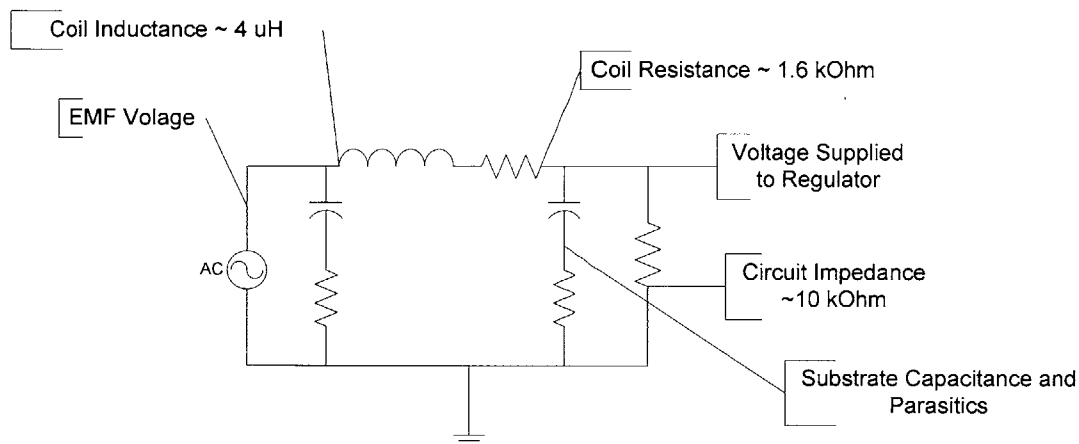 Coil Inductance ~ 4 uH
Coil Resistance ~ 1.6 kOhm
EMF Volage
Voltage Supplied
to Regulator
AC
Circuit Impedance
~10 kOhm
Substrate Capacitance and
Parasitics